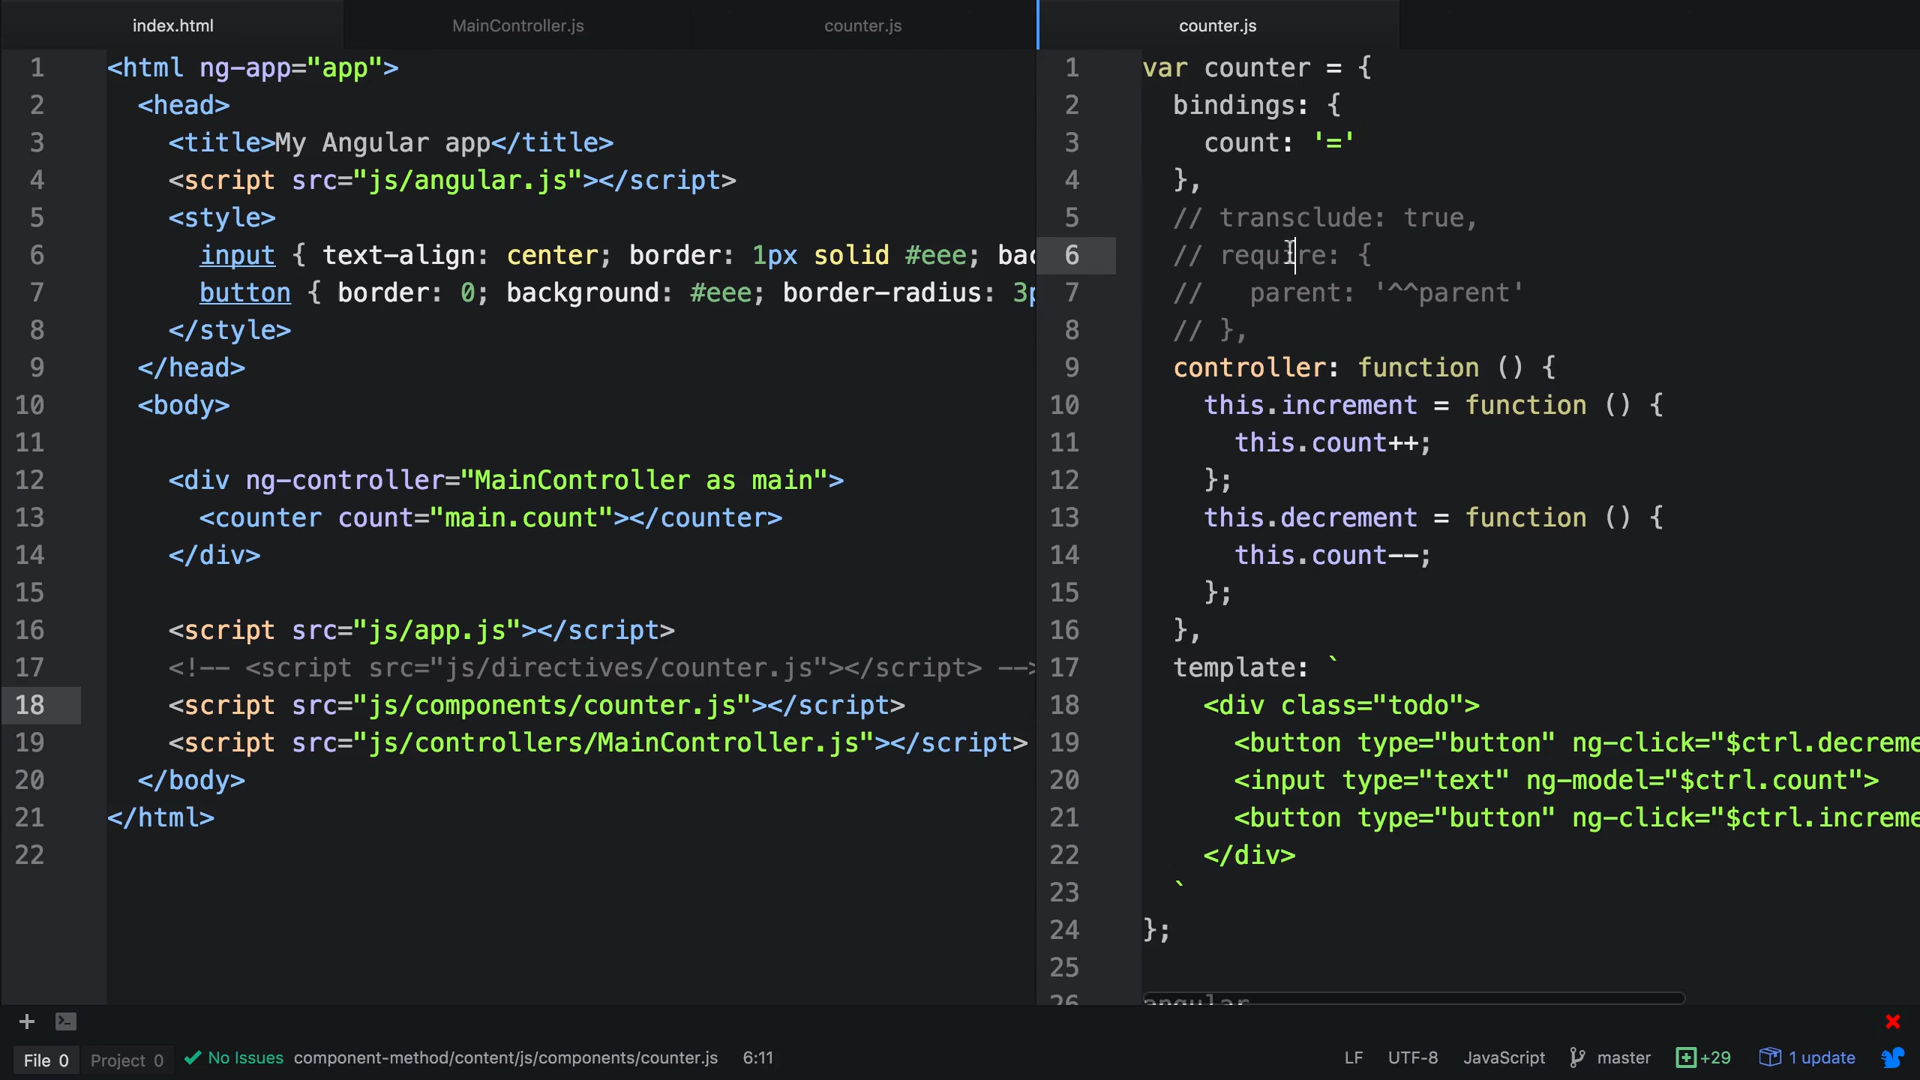 index.html
MainController.js
counter.js
counter.js
1 <html ng-app="app">
2 <head>
3 <title>My Angular app</title>
4 <script src="js/angular.js"></script>
5 <style>
6 input { text-align: center; border: 1px solid #eee;
7 button { border: 0; background: #eee; border-radius:
8 </style>
9 </head>
10 <body>
11
12 <div ng-controller="MainController as main">
13 <counter count="main.count"></counter>
14 </div>
15
16 <script src="js/app.js"></script>
17 <!-- <script src="js/directives/counter.js"></script> -->
18 <script src="js/components/counter.js"></script>
19 <script src="js/controllers/MainController.js"></script>
20 </body>
21 </html>
22
1 var counter = {
2 bindings: {
3 count: '='
4 },
5 // transclude: true,
6 // require: {
7 // parent: '^^parent'
8 // },
9 controller: function () {
10 this.increment = function () {
11 this.count++;
12 };
13 this.decrement = function () {
14 this.count--;
15 };
16 },
17 template: `
18 <div class="todo">
19 <button type="button" ng-click="$ctrl.decreme
20 <input type="text" ng-model="$ctrl.count">
21 <button type="button" ng-click="$ctrl.increme
22 </div>
23 `
24 };
25
26 angular
File 0 Project 0 No Issues component-method/content/js/components/counter.js 6:11 LF UTF-8 JavaScript master +29 1 update